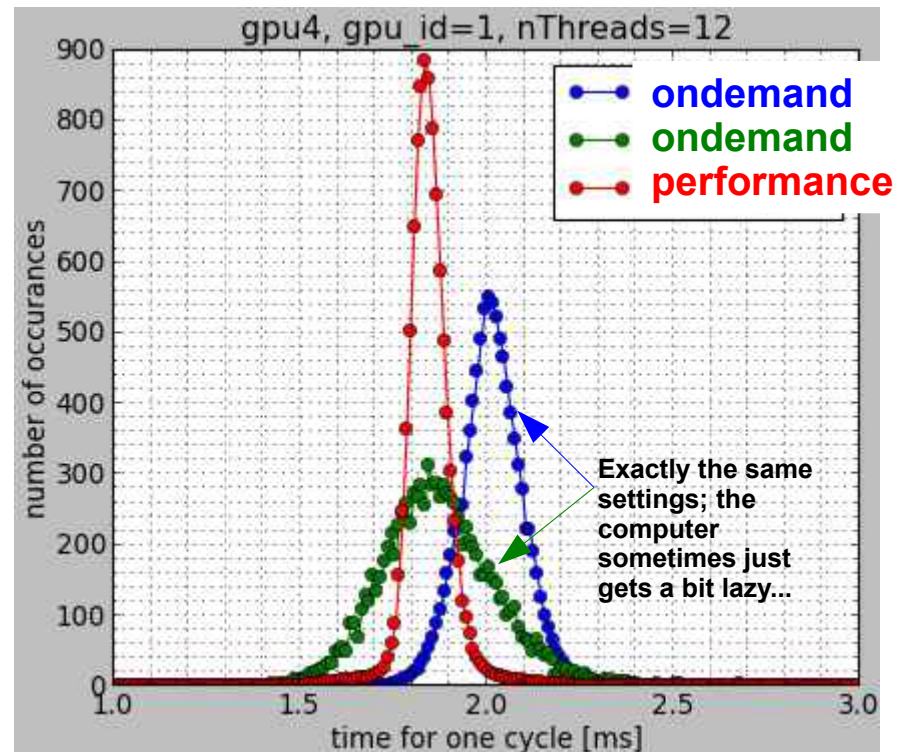 gpu4, gpu_id=1, nThreads=12
900
800
700
600
500
400
300
200
100
0
number of occurances
ondemand
ondemand
performance
Exactly the same
settings; the
computer
sometimes just
gets a bit lazy...
1.0
1.5
2.0
2.5
3.0
time for one cycle [ms]